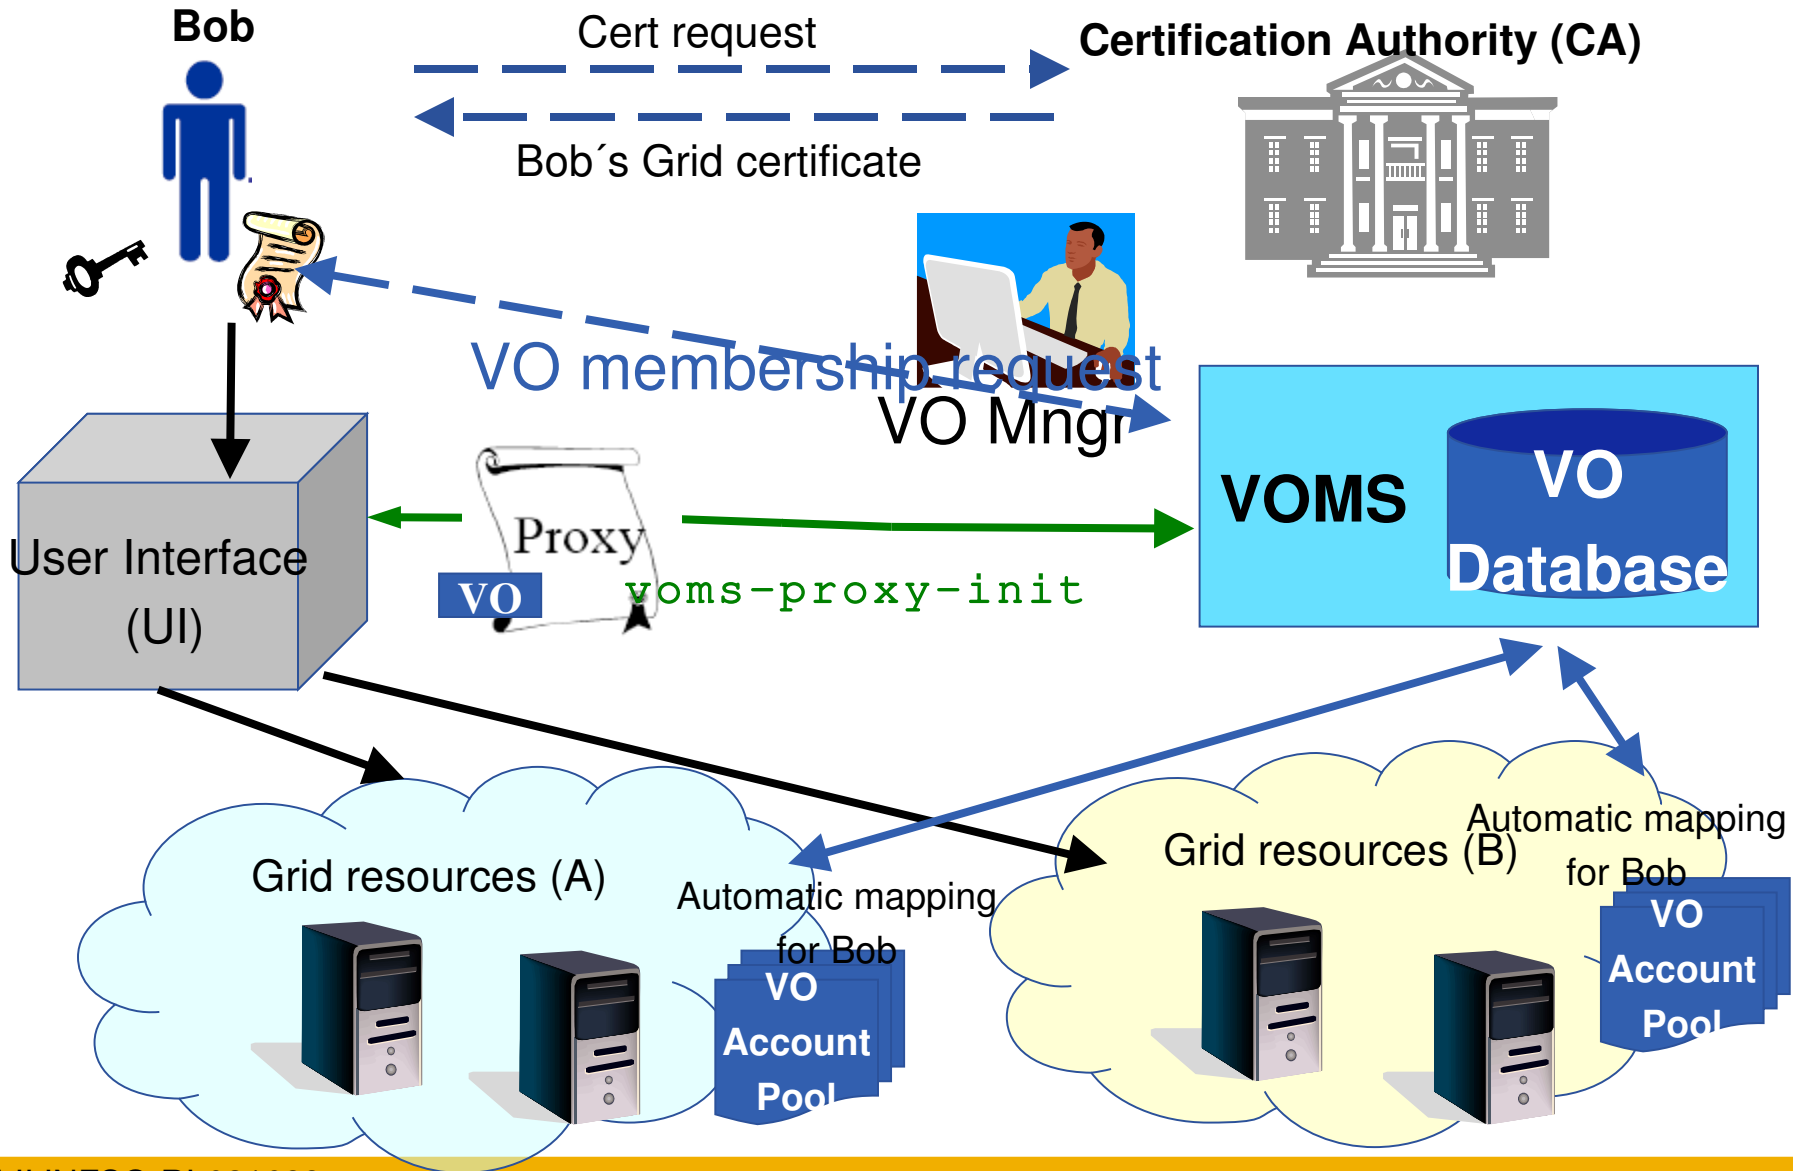 Bob
Cert request
Certification Authority (CA)
Bob´s Grid certificate
VO membership request
VO Mngr
VOMS
VO
Database
User Interface
(UI)
Proxy
VO
voms-proxy-init
Grid resources (A)
Automatic mapping
for Bob
VO
Account
Pool
Grid resources (B)
Automatic mapping
for Bob
VO
Account
Pool